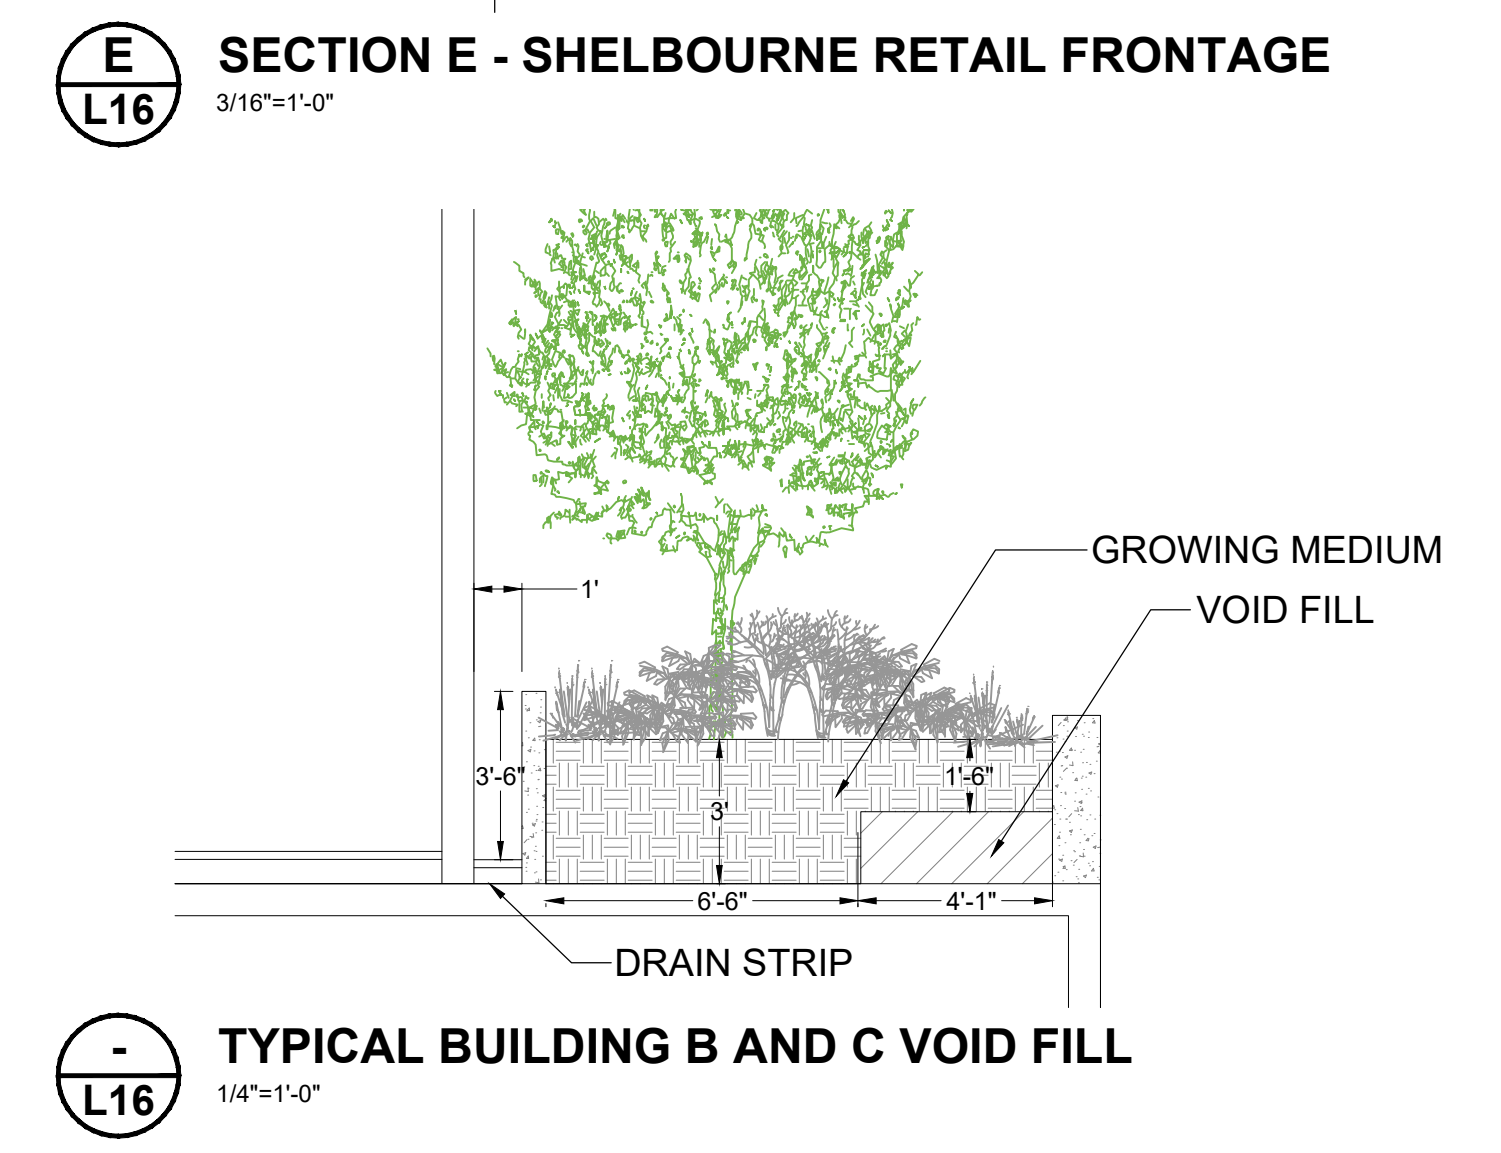 E
L16
SECTION E - SHELBOURNE RETAIL FRONTAGE
3/16"=1'-0"
GROWING MEDIUM
1'
VOID FILL
3'-6"
1'-6"
3'
6'-6"
4'-1"
DRAIN STRIP
-
L16
TYPICAL BUILDING B AND C VOID FILL
1/4"=1'-0"